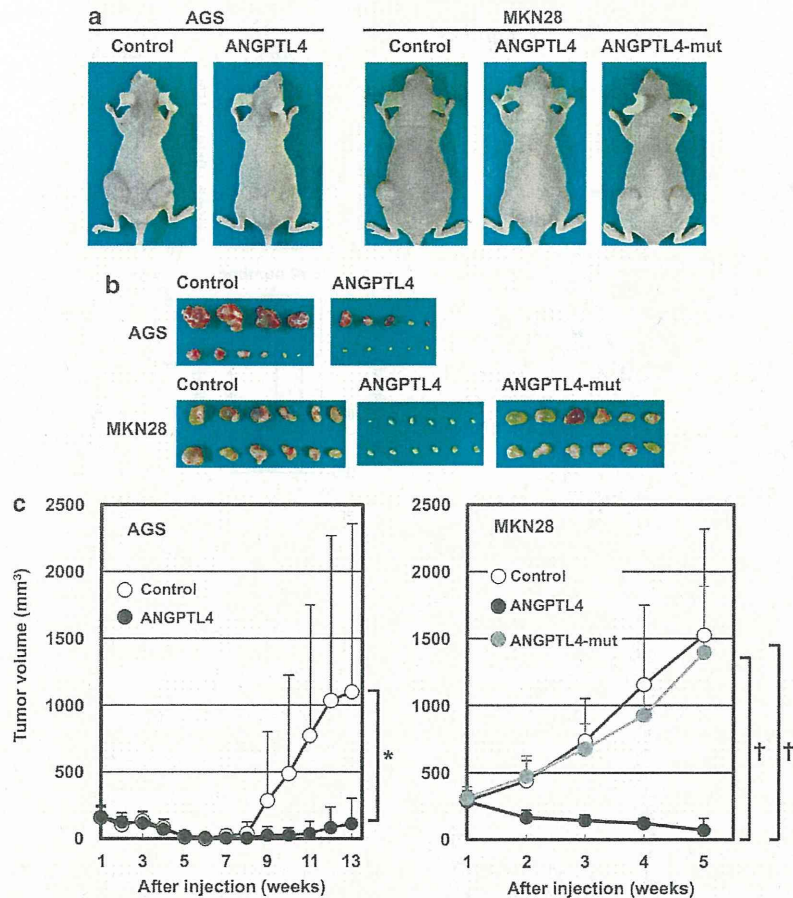 a
AGS
MKN28
Control
ANGPTL4
Control
ANGPTL4
ANGPTL4-mut
b
Control
ANGPTL4
AGS
Control
ANGPTL4
ANGPTL4-mut
MKN28
c
Tumor volume (mm³)
2500
2000
1500
1000
500
0
AGS
Control
ANGPTL4
*
1 3 5 7 9 11 13
After injection (weeks)
2500
2000
1500
1000
500
0
MKN28
Control
ANGPTL4
ANGPTL4-mut
† †
1 2 3 4 5
After injection (weeks)